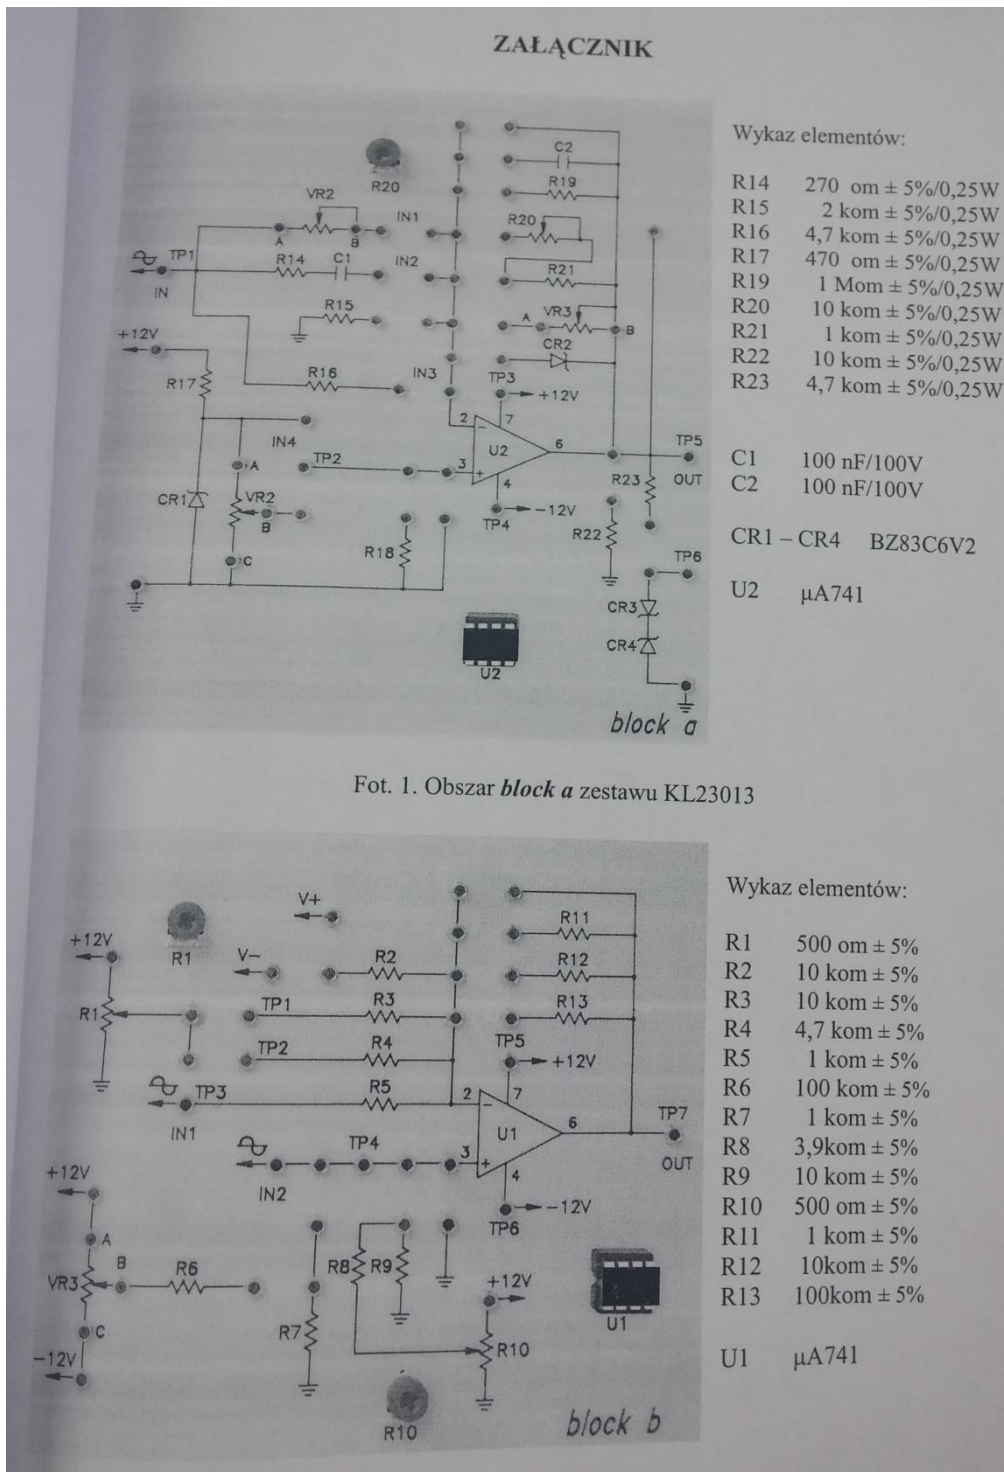 ZAŁĄCZNIK
R20
C2
R19
VR2
IN1
R20
A
B
TP1
R14
C1
IN2
R21
IN
R15
VR3
A
B
+12V
CR2
R17
R16
IN3
TP3
+12V
2
7
IN4
U2
6
TP5
TP2
3
A
4
R23
OUT
CR1
VR2
-12V
B
TP4
R22
R18
TP6
C
CR3
CR4
U2
block a
Wykaz elementów:
R14 270 om ± 5%/0,25W
R15 2 kom ± 5%/0,25W
R16 4,7 kom ± 5%/0,25W
R17 470 om ± 5%/0,25W
R19 1 Mom ± 5%/0,25W
R20 10 kom ± 5%/0,25W
R21 1 kom ± 5%/0,25W
R22 10 kom ± 5%/0,25W
R23 4,7 kom ± 5%/0,25W
C1 100 nF/100V
C2 100 nF/100V
CR1 – CR4 BZ83C6V2
U2 µA741
Fot. 1. Obszar block a zestawu KL23013
V+
R11
+12V
R1
V-
R2
R12
R1
TP1
R3
R13
TP2
R4
TP5
+12V
TP3
R5
2
7
IN1
U1
6
TP7
TP4
3
4
OUT
IN2
-12V
+12V
TP6
A
B
R6
R8
R9
+12V
VR3
C
R7
R10
U1
-12V
R10
block b
Wykaz elementów:
R1 500 om ± 5%
R2 10 kom ± 5%
R3 10 kom ± 5%
R4 4,7 kom ± 5%
R5 1 kom ± 5%
R6 100 kom ± 5%
R7 1 kom ± 5%
R8 3,9kom ± 5%
R9 10 kom ± 5%
R10 500 om ± 5%
R11 1 kom ± 5%
R12 10kom ± 5%
R13 100kom ± 5%
U1 µA741